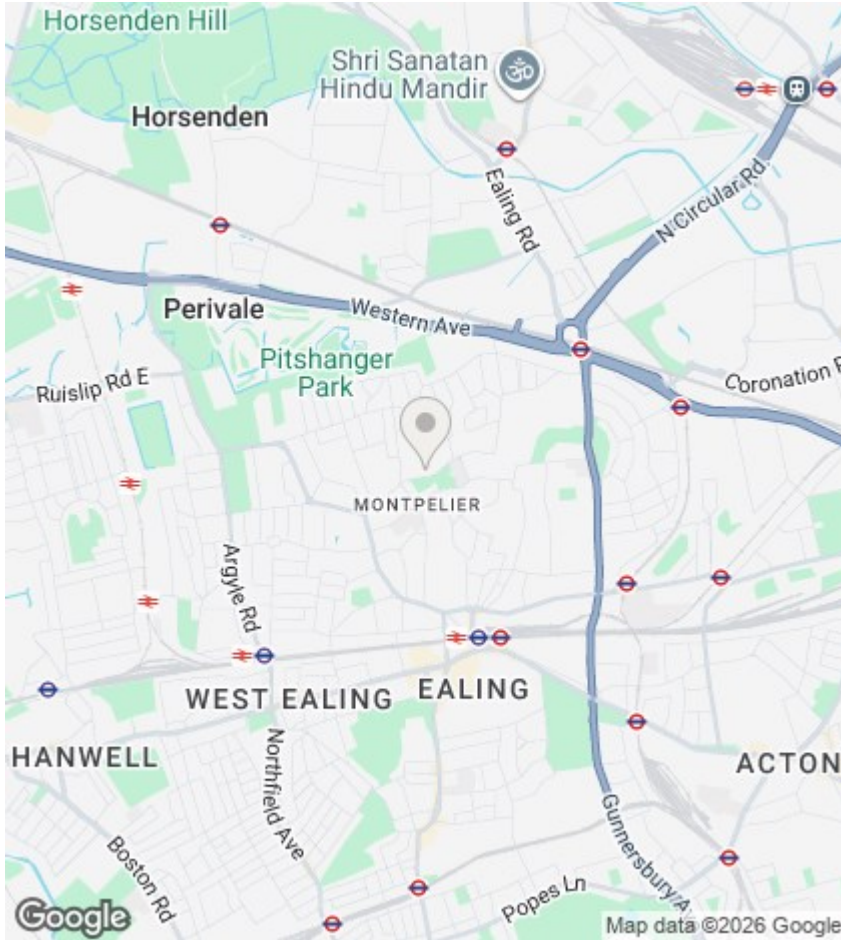 Horsenden Hill
Shri Sanatan
Hindu Mandir
ॐ
Horsenden
Ealing Rd
N Circular Rd
Perivale
Western Ave
Pitshanger
Park
Ruislip Rd E
Coronation R
MONTPELIER
Argyle Rd
WEST EALING
EALING
HANWELL
ACTON
Northfield Ave
Gunnersbury Av
Boston Rd
Popes Ln
Google
Map data ©2026 Google